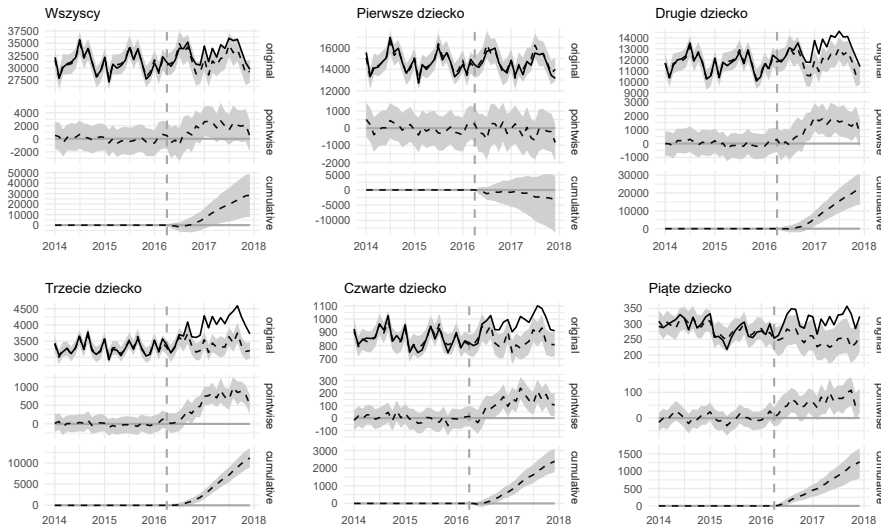 Wszyscy
37500
35000
32500
30000
27500
original
4000
2000
0
-2000
pointwise
50000
40000
30000
20000
10000
0
cumulative
2014 2015 2016 2017 2018
Pierwsze dziecko
16000
14000
12000
original
1000
0
-1000
-2000
pointwise
5000
0
-5000
-10000
cumulative
2014 2015 2016 2017 2018
Drugie dziecko
14000
13000
12000
11000
10000
9000
original
3000
2000
1000
0
-1000
pointwise
30000
20000
10000
0
cumulative
2014 2015 2016 2017 2018
Trzecie dziecko
4500
4000
3500
3000
original
1000
500
0
pointwise
10000
5000
0
cumulative
2014 2015 2016 2017 2018
Czwarte dziecko
1100
1000
900
800
700
original
300
200
100
0
-100
pointwise
3000
2000
1000
0
cumulative
2014 2015 2016 2017 2018
Piąte dziecko
350
300
250
200
original
100
0
pointwise
1500
1000
500
0
cumulative
2014 2015 2016 2017 2018